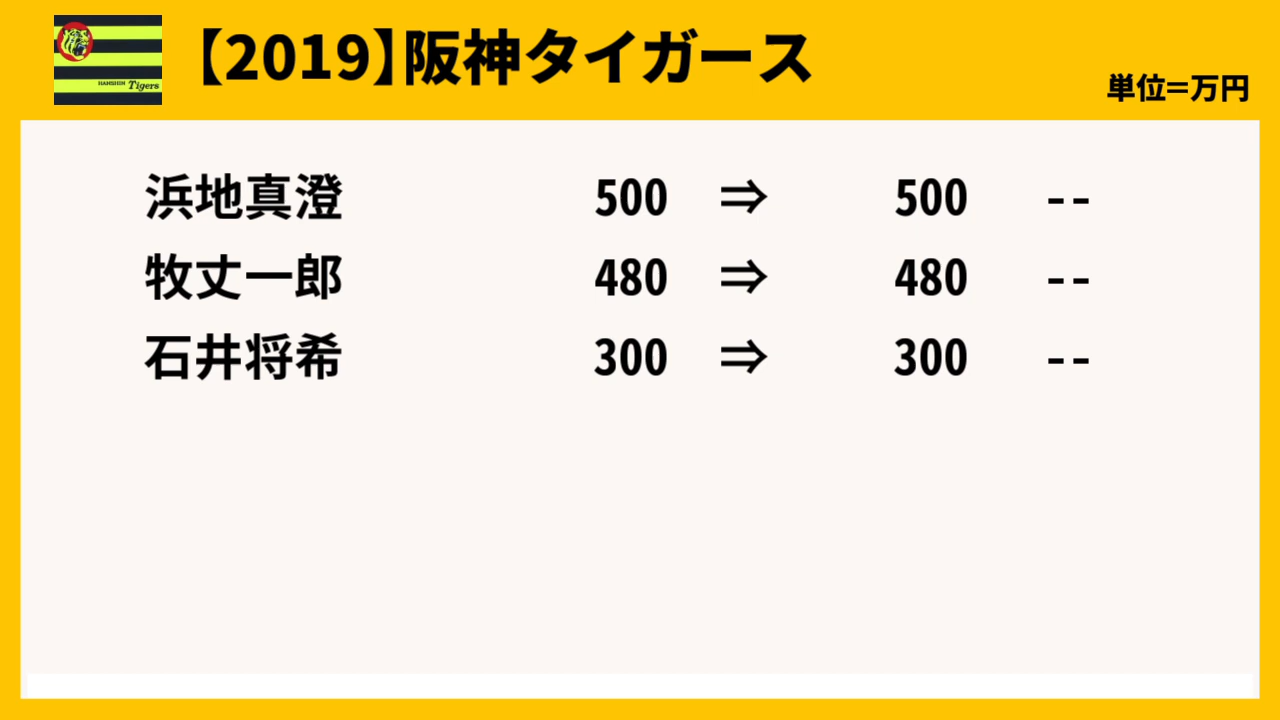 【2019】阪神タイガース
HANSHIN Tigers
単位=万円
浜地真澄 500 ⇒ 500 --
牧丈一郎 480 ⇒ 480 --
石井将希 300 ⇒ 300 --